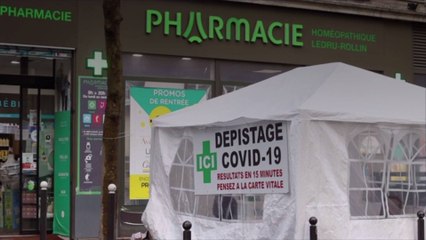 PHARMACIE
PHARMACIE
HOMÉOPATHIQUE
LEDRU-ROLLIN
PROMOS
DE RENTRÉE
ICI
DEPISTAGE
COVID-19
RESULTATS EN 15 MINUTES
PENSEZ A LA CARTE VITALE